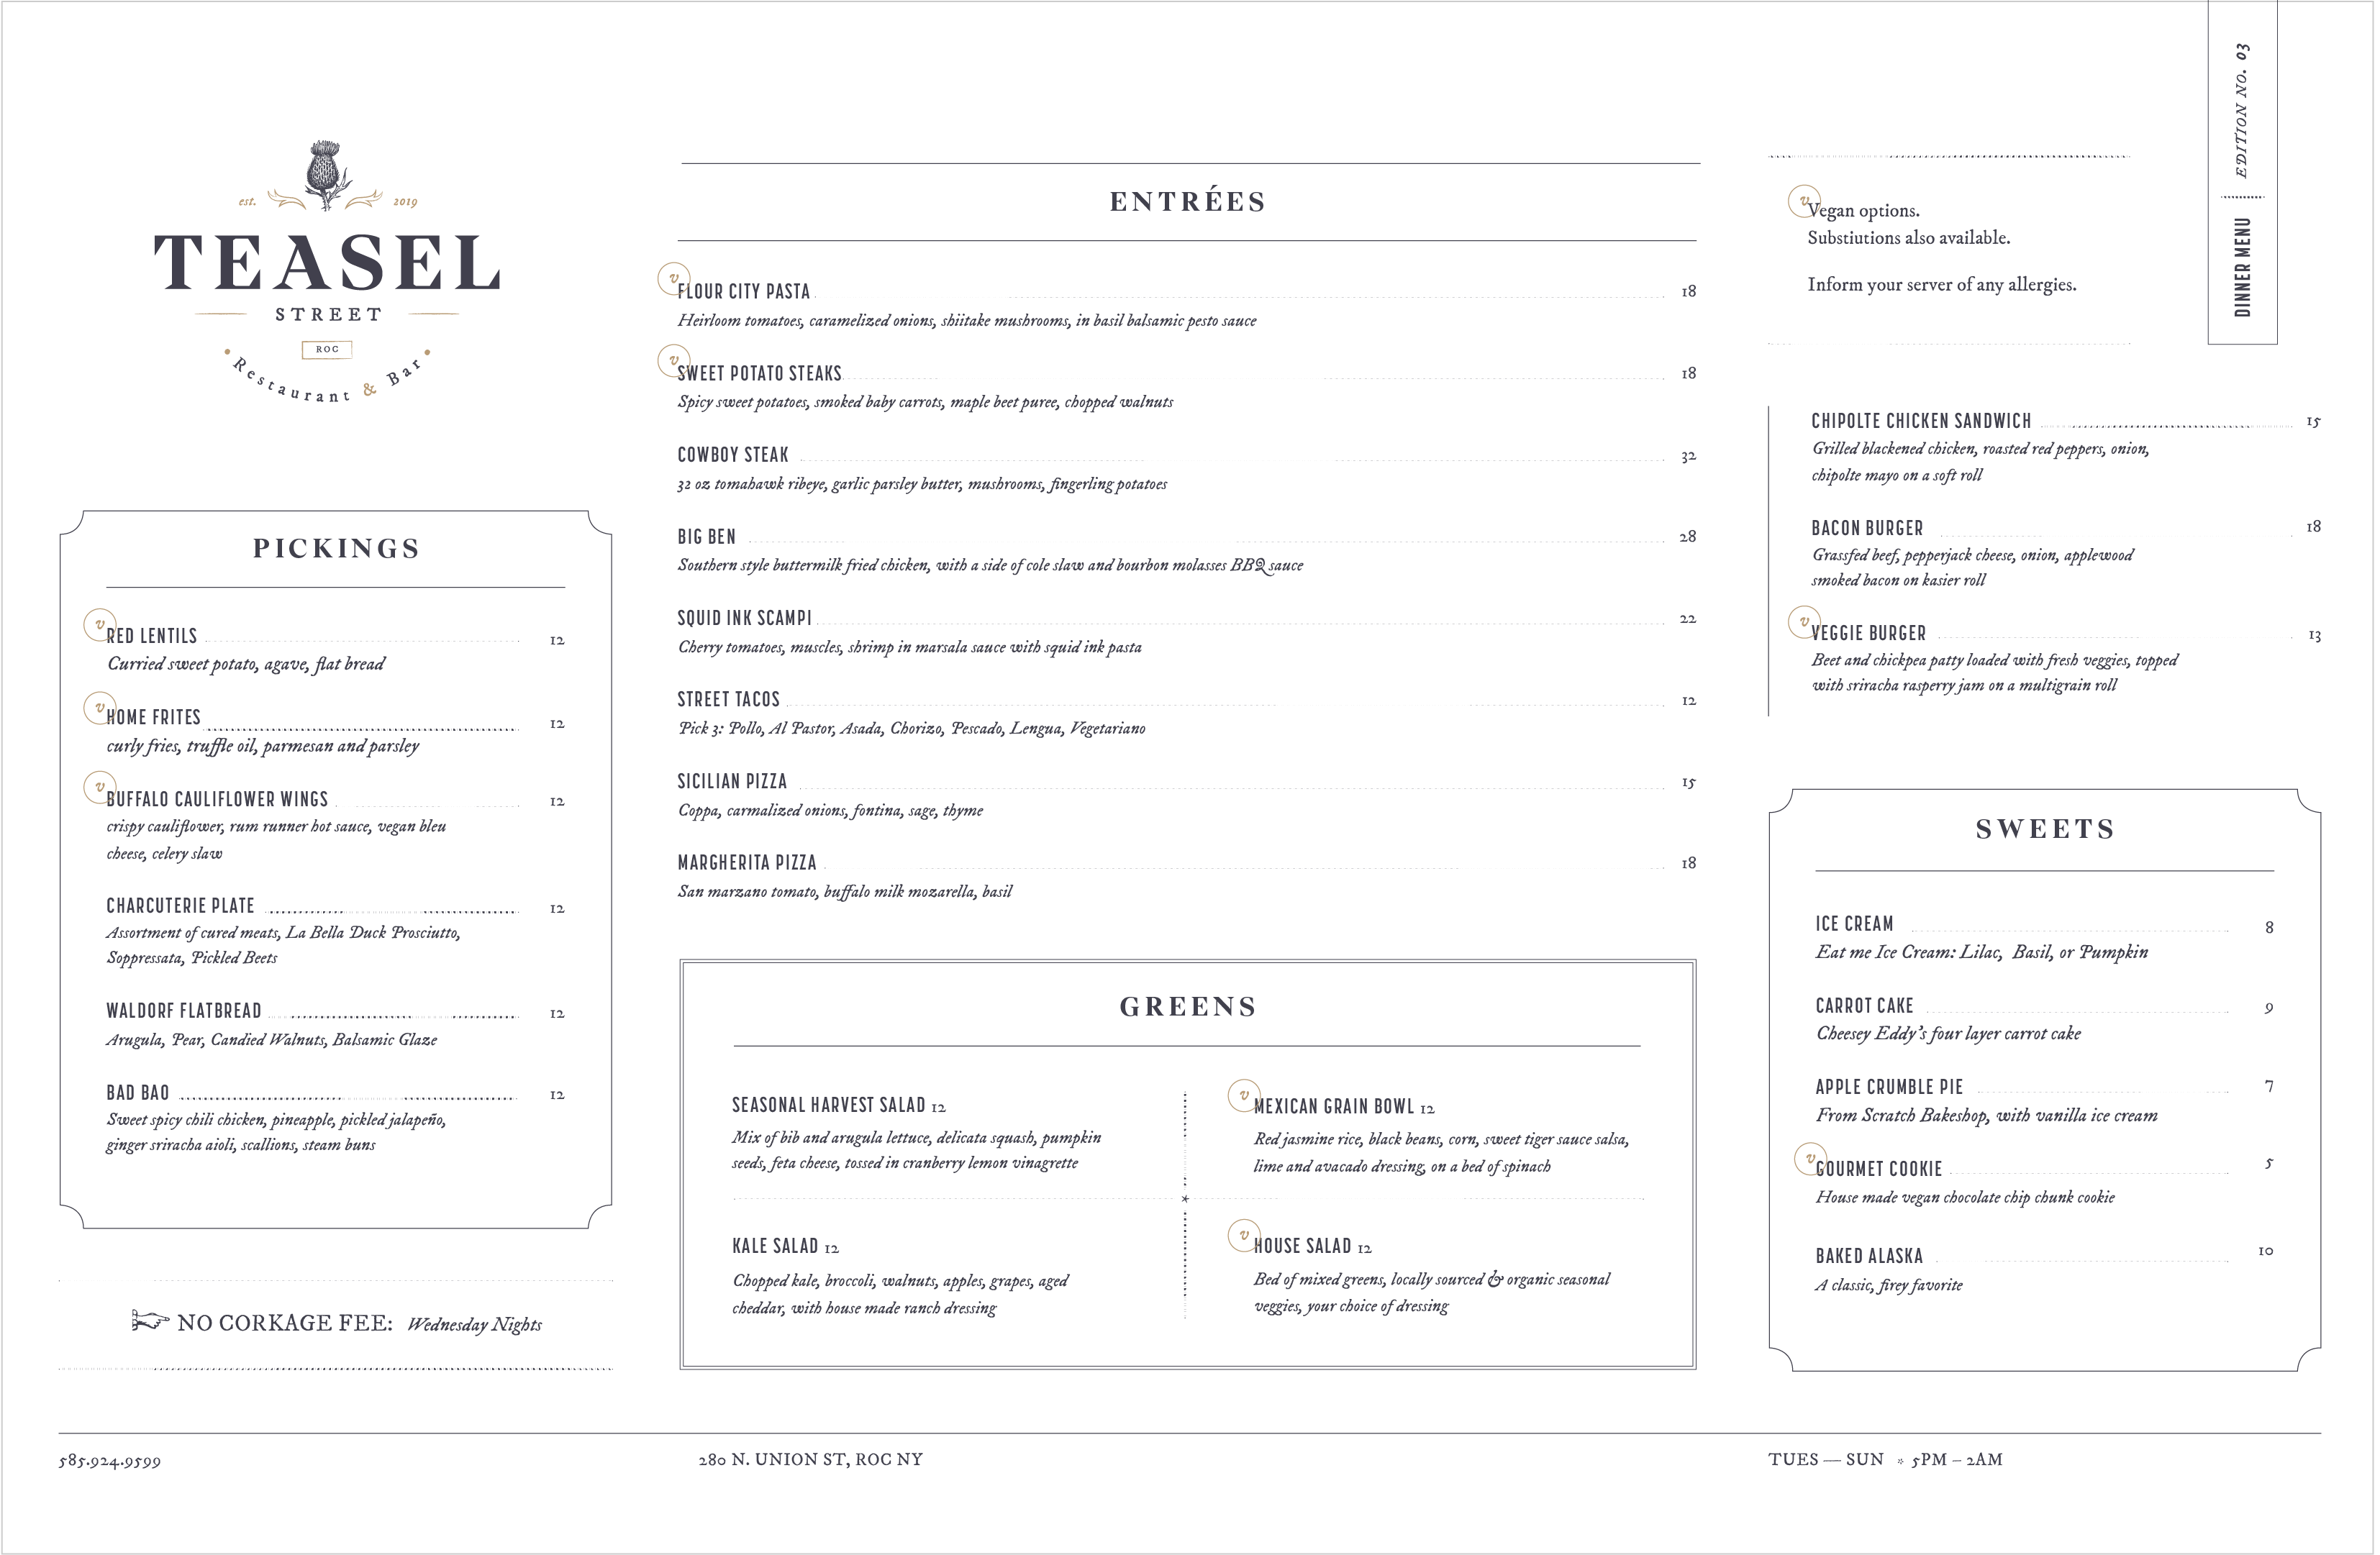 est. 2019
TEASEL
STREET
ROC
Restaurant & Bar
PICKINGS
v
RED LENTILS 12
Curried sweet potato, agave, flat bread
v
HOME FRITES 12
curly fries, truffle oil, parmesan and parsley
v
BUFFALO CAULIFLOWER WINGS 12
crispy cauliflower, rum runner hot sauce, vegan bleu
cheese, celery slaw
CHARCUTERIE PLATE 12
Assortment of cured meats, La Bella Duck Prosciutto,
Soppressata, Pickled Beets
WALDORF FLATBREAD 12
Arugula, Pear, Candied Walnuts, Balsamic Glaze
BAD BAO 12
Sweet spicy chili chicken, pineapple, pickled jalapeño,
ginger sriracha aioli, scallions, steam buns
NO CORKAGE FEE: Wednesday Nights
ENTRÉES
v
FLOUR CITY PASTA 18
Heirloom tomatoes, caramelized onions, shiitake mushrooms, in basil balsamic pesto sauce
v
SWEET POTATO STEAKS 18
Spicy sweet potatoes, smoked baby carrots, maple beet puree, chopped walnuts
COWBOY STEAK 32
32 oz tomahawk ribeye, garlic parsley butter, mushrooms, fingerling potatoes
BIG BEN 28
Southern style buttermilk fried chicken, with a side of cole slaw and bourbon molasses BBQ sauce
SQUID INK SCAMPI 22
Cherry tomatoes, muscles, shrimp in marsala sauce with squid ink pasta
STREET TACOS 12
Pick 3: Pollo, Al Pastor, Asada, Chorizo, Pescado, Lengua, Vegetariano
SICILIAN PIZZA 15
Coppa, carmalized onions, fontina, sage, thyme
MARGHERITA PIZZA 18
San marzano tomato, buffalo milk mozarella, basil
GREENS
SEASONAL HARVEST SALAD 12
Mix of bib and arugula lettuce, delicata squash, pumpkin
seeds, feta cheese, tossed in cranberry lemon vinagrette
v
MEXICAN GRAIN BOWL 12
Red jasmine rice, black beans, corn, sweet tiger sauce salsa,
lime and avacado dressing, on a bed of spinach
KALE SALAD 12
Chopped kale, broccoli, walnuts, apples, grapes, aged
cheddar, with house made ranch dressing
v
HOUSE SALAD 12
Bed of mixed greens, locally sourced & organic seasonal
veggies, your choice of dressing
v
Vegan options.
Substiutions also available.
Inform your server of any allergies.
DINNER MENU EDITION NO. 03
CHIPOLTE CHICKEN SANDWICH 15
Grilled blackened chicken, roasted red peppers, onion,
chipolte mayo on a soft roll
BACON BURGER 18
Grassfed beef, pepperjack cheese, onion, applewood
smoked bacon on kasier roll
v
VEGGIE BURGER 13
Beet and chickpea patty loaded with fresh veggies, topped
with sriracha rasperry jam on a multigrain roll
SWEETS
ICE CREAM 8
Eat me Ice Cream: Lilac, Basil, or Pumpkin
CARROT CAKE 9
Cheesey Eddy's four layer carrot cake
APPLE CRUMBLE PIE 7
From Scratch Bakeshop, with vanilla ice cream
v
GOURMET COOKIE 5
House made vegan chocolate chip chunk cookie
BAKED ALASKA 10
A classic, firey favorite
585.924.9599
280 N. UNION ST, ROC NY
TUES — SUN * 5PM – 2AM